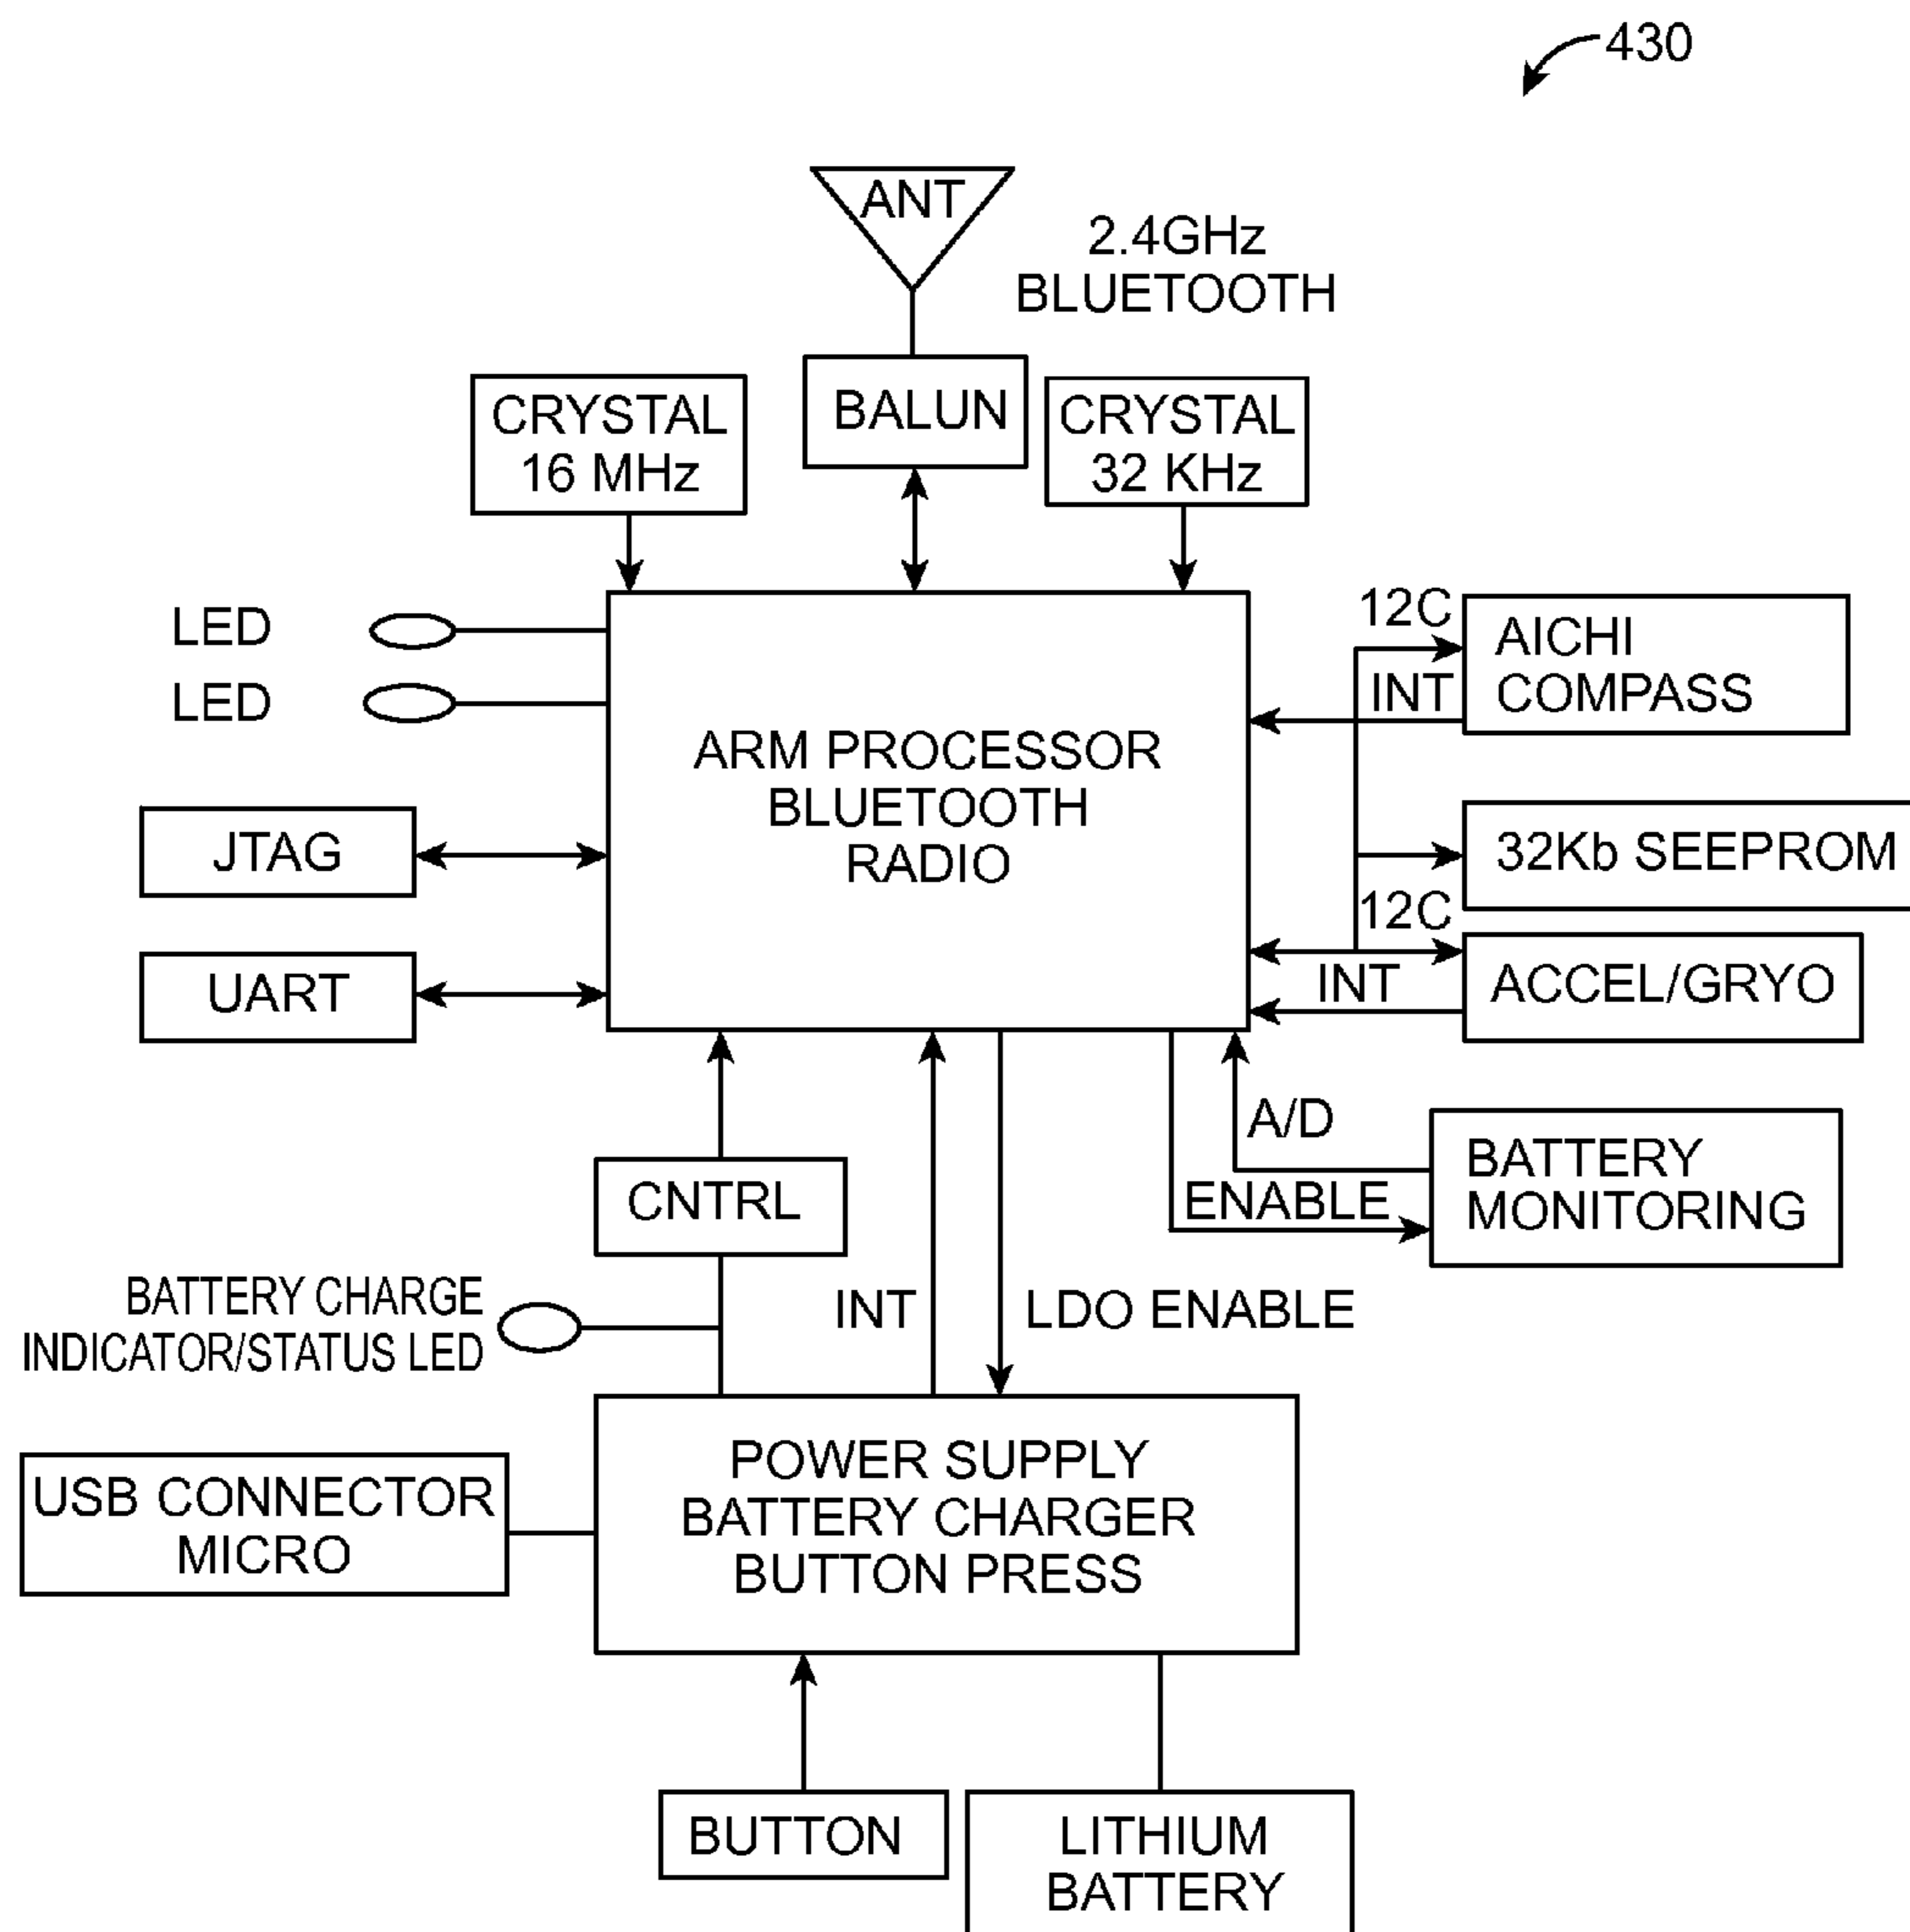 430
ANT
2.4GHz
BLUETOOTH
CRYSTAL
16 MHz
BALUN
CRYSTAL
32 KHz
LED
LED
JTAG
UART
ARM PROCESSOR
BLUETOOTH
RADIO
12C
INT
AICHI
COMPASS
32Kb SEEPROM
12C
INT
ACCEL/GRYO
A/D
ENABLE
BATTERY
MONITORING
CNTRL
BATTERY CHARGE
INDICATOR/STATUS LED
INT
LDO ENABLE
USB CONNECTOR
MICRO
POWER SUPPLY
BATTERY CHARGER
BUTTON PRESS
BUTTON
LITHIUM
BATTERY